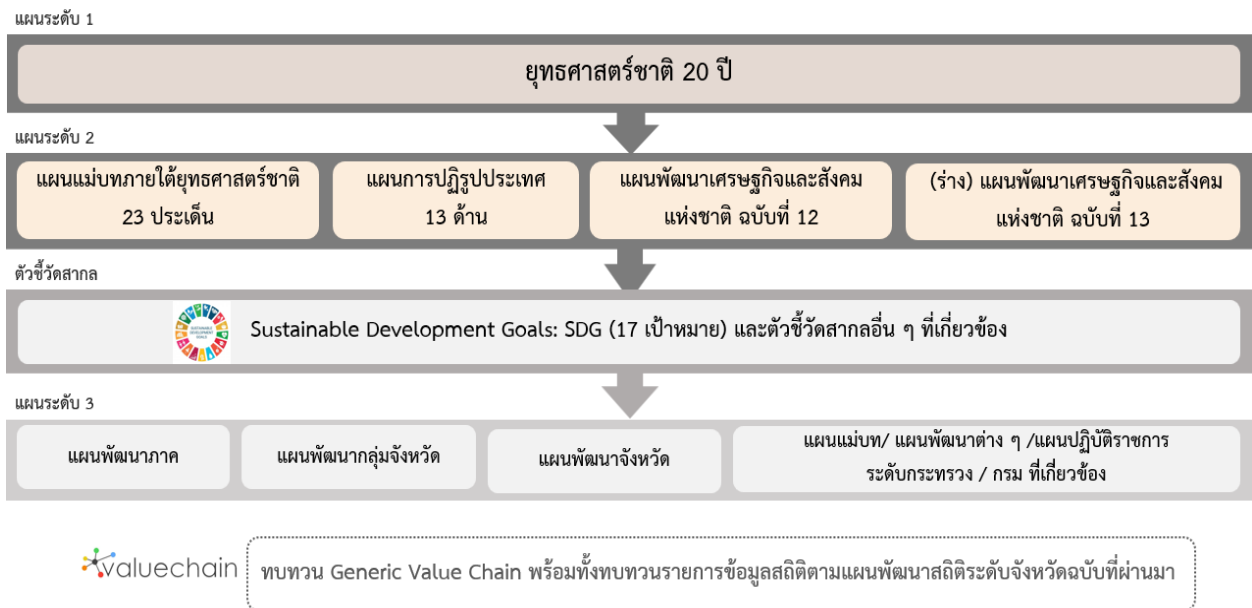 แผนระดับ 1
ยุทธศาสตร์ชาติ 20 ปี
แผนระดับ 2
แผนแม่บทภายใต้ยุทธศาสตร์ชาติ
23 ประเด็น
แผนการปฏิรูปประเทศ
13 ด้าน
แผนพัฒนาเศรษฐกิจและสังคม
แห่งชาติ ฉบับที่ 12
(ร่าง) แผนพัฒนาเศรษฐกิจและสังคม
แห่งชาติ ฉบับที่ 13
ตัวชี้วัดสากล
SUSTAINABLE
DEVELOPMENT
GOALS
Sustainable Development Goals: SDG (17 เป้าหมาย) และตัวชี้วัดสากลอื่น ๆ ที่เกี่ยวข้อง
แผนระดับ 3
แผนพัฒนาภาค
แผนพัฒนากลุ่มจังหวัด
แผนพัฒนาจังหวัด
แผนแม่บท/ แผนพัฒนาต่าง ๆ /แผนปฏิบัติราชการ
ระดับกระทรวง / กรม ที่เกี่ยวข้อง
valuechain
ทบทวน Generic Value Chain พร้อมทั้งทบทวนรายการข้อมูลสถิติตามแผนพัฒนาสถิติระดับจังหวัดฉบับที่ผ่านมา